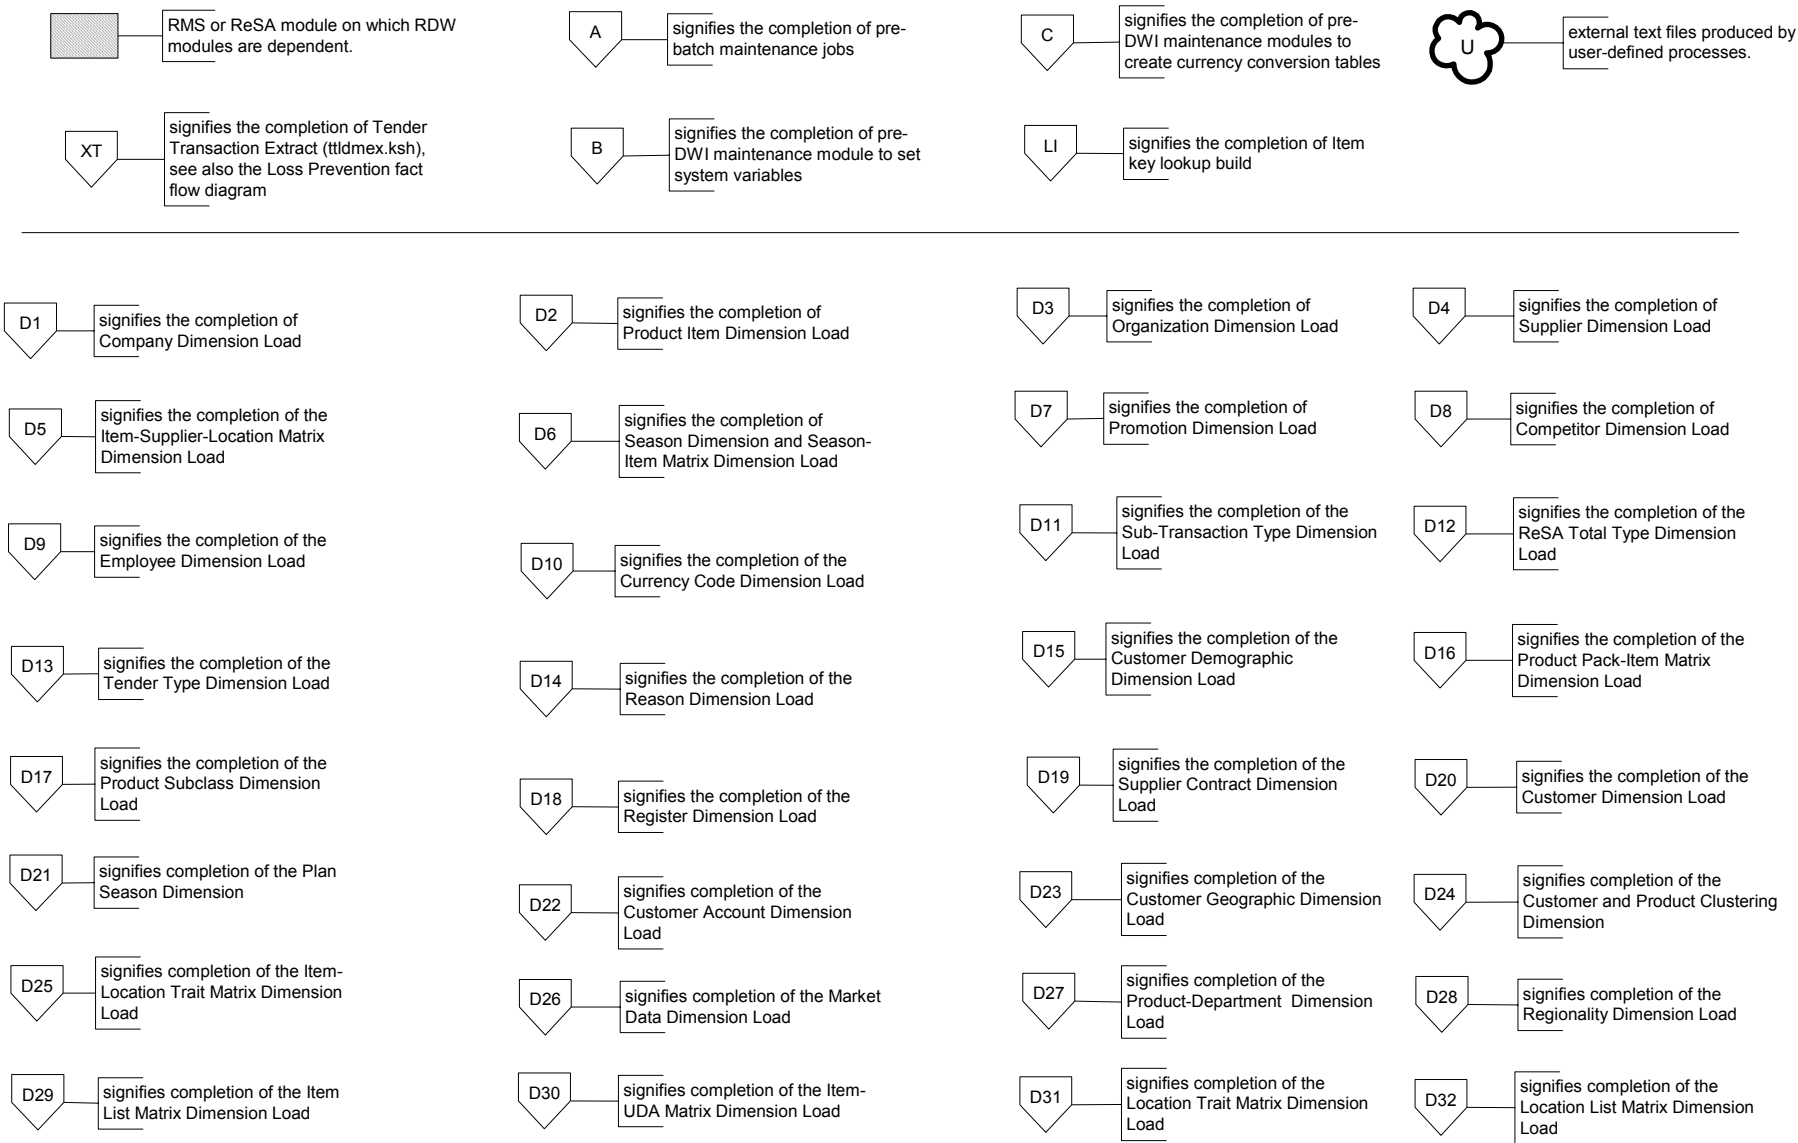 RMS or ReSA module on which RDW
modules are dependent.
A
signifies the completion of pre-
batch maintenance jobs
C
signifies the completion of pre-
DWI maintenance modules to
create currency conversion tables
U
external text files produced by
user-defined processes.
XT
signifies the completion of Tender
Transaction Extract (ttldmex.ksh),
see also the Loss Prevention fact
flow diagram
B
signifies the completion of pre-
DWI maintenance module to set
system variables
LI
signifies the completion of Item
key lookup build
D1
signifies the completion of
Company Dimension Load
D2
signifies the completion of
Product Item Dimension Load
D3
signifies the completion of
Organization Dimension Load
D4
signifies the completion of
Supplier Dimension Load
D5
signifies the completion of the
Item-Supplier-Location Matrix
Dimension Load
D6
signifies the completion of
Season Dimension and Season-
Item Matrix Dimension Load
D7
signifies the completion of
Promotion Dimension Load
D8
signifies the completion of
Competitor Dimension Load
D9
signifies the completion of the
Employee Dimension Load
D10
signifies the completion of the
Currency Code Dimension Load
D11
signifies the completion of the
Sub-Transaction Type Dimension
Load
D12
signifies the completion of the
ReSA Total Type Dimension
Load
D13
signifies the completion of the
Tender Type Dimension Load
D14
signifies the completion of the
Reason Dimension Load
D15
signifies the completion of the
Customer Demographic
Dimension Load
D16
signifies the completion of the
Product Pack-Item Matrix
Dimension Load
D17
signifies the completion of the
Product Subclass Dimension
Load
D18
signifies the completion of the
Register Dimension Load
D19
signifies the completion of the
Supplier Contract Dimension
Load
D20
signifies the completion of the
Customer Dimension Load
D21
signifies completion of the Plan
Season Dimension
D22
signifies completion of the
Customer Account Dimension
Load
D23
signifies completion of the
Customer Geographic Dimension
Load
D24
signifies completion of the
Customer and Product Clustering
Dimension
D25
signifies completion of the Item-
Location Trait Matrix Dimension
Load
D26
signifies completion of the Market
Data Dimension Load
D27
signifies completion of the
Product-Department Dimension
Load
D28
signifies completion of the
Regionality Dimension Load
D29
signifies completion of the Item
List Matrix Dimension Load
D30
signifies completion of the Item-
UDA Matrix Dimension Load
D31
signifies completion of the
Location Trait Matrix Dimension
Load
D32
signifies completion of the
Location List Matrix Dimension
Load